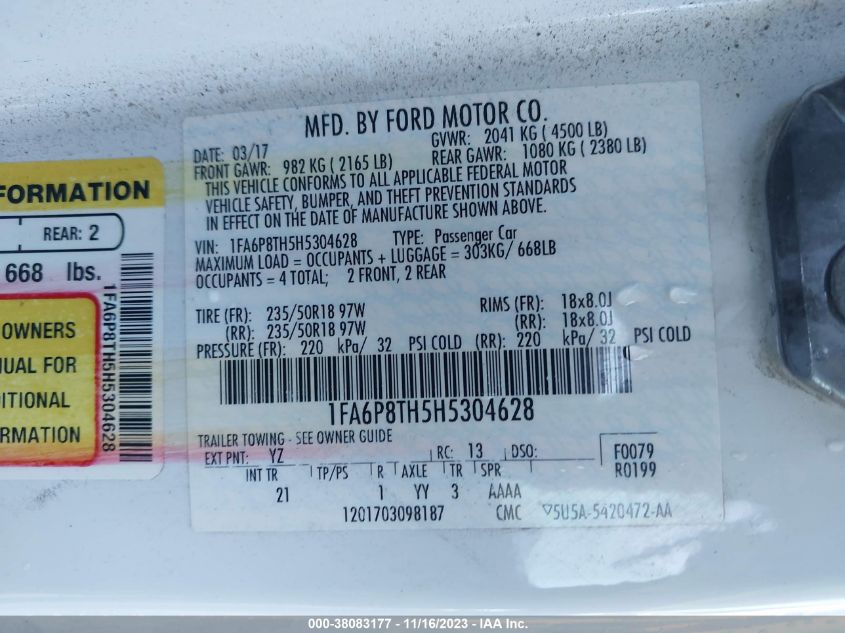 MFD. BY FORD MOTOR CO.
DATE: 03/17
GVWR: 2041 KG ( 4500 LB)
FRONT GAWR: 982 KG ( 2165 LB)
REAR GAWR: 1080 KG ( 2380 LB)
THIS VEHICLE CONFORMS TO ALL APPLICABLE FEDERAL MOTOR
VEHICLE SAFETY, BUMPER, AND THEFT PREVENTION STANDARDS
IN EFFECT ON THE DATE OF MANUFACTURE SHOWN ABOVE.
VIN: 1FA6P8TH5H5304628 TYPE: Passenger Car
MAXIMUM LOAD = OCCUPANTS + LUGGAGE = 303KG/ 668LB
OCCUPANTS = 4 TOTAL; 2 FRONT, 2 REAR
TIRE (FR): 235/50R18 97W RIMS (FR): 18x8.0J
(RR): 235/50R18 97W (RR): 18x8.0J
PRESSURE (FR): 220 kPa/ 32 PSI COLD (RR): 220 kPa/ 32 PSI COLD
1FA6P8TH5H5304628
TRAILER TOWING - SEE OWNER GUIDE
EXT PNT: YZ RC: 13 DSO: F0079
R0199
INT TR TP/PS R AXLE TR SPR
21 1 YY 3 AAAA
1201703098187 CMC ▽5U5A-5420472-AA
FORMATION
REAR: 2
668 lbs.
OWNERS
UAL FOR
DITIONAL
RMATION
1FA6P8TH5H5304628
000-38083177 - 11/16/2023 - IAA Inc.